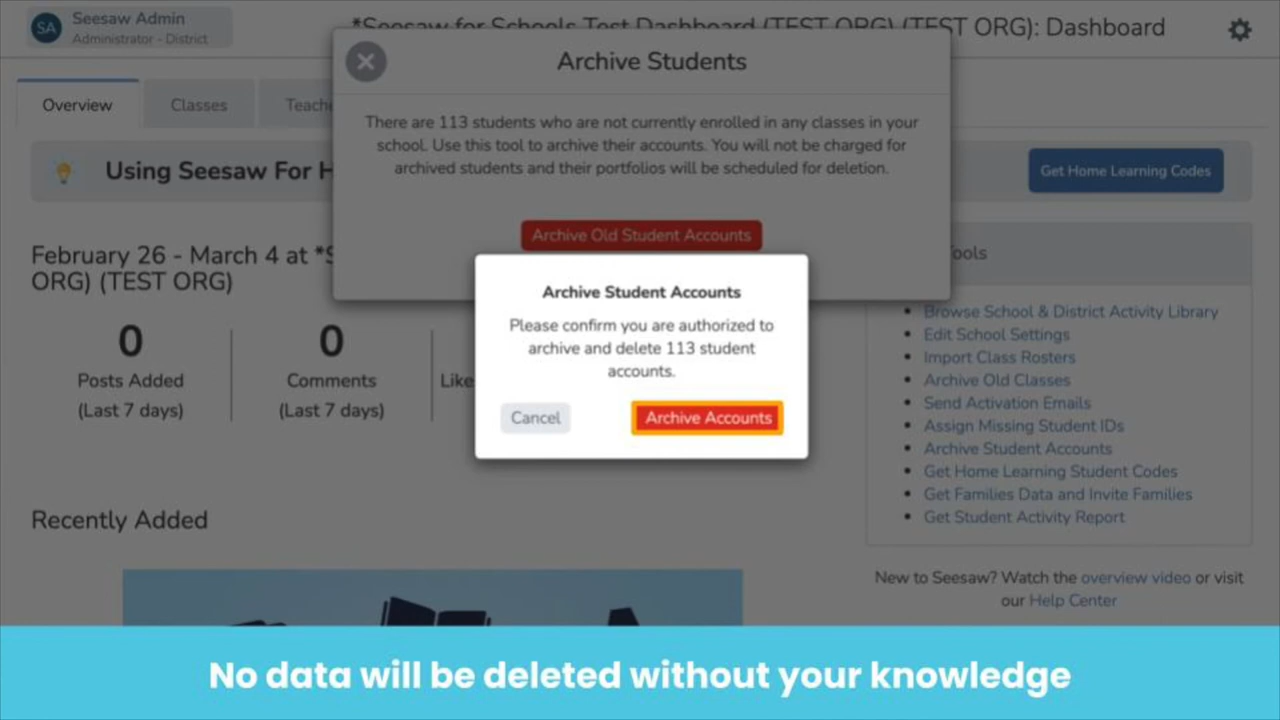 SA
Seesaw Admin
Administrator - District
*Seesaw for Schools Test Dashboard (TEST ORG) (TEST ORG): Dashboard
Overview
Classes
Archive Students
There are 113 students who are not currently enrolled in any classes in your
school. Use this tool to archive their accounts. You will not be charged for
archived students and their portfolios will be scheduled for deletion.
Archive Old Student Accounts
Using Seesaw For
Get Home Learning Codes
February 26 - March 4 at
ORG) (TEST ORG)
0
Posts Added
(Last 7 days)
0
Comments
(Last 7 days)
Like
Archive Student Accounts
Please confirm you are authorized to
archive and delete 113 student
accounts.
Cancel
Archive Accounts
Browse School & District Activity Library
Edit School Settings
Import Class Rosters
Archive Old Classes
Send Activation Emails
Assign Missing Student IDs
Archive Student Accounts
Get Home Learning Student Codes
Get Families Data and Invite Families
Get Student Activity Report
Recently Added
New to Seesaw? Watch the overview video or visit
our Help Center
No data will be deleted without your knowledge